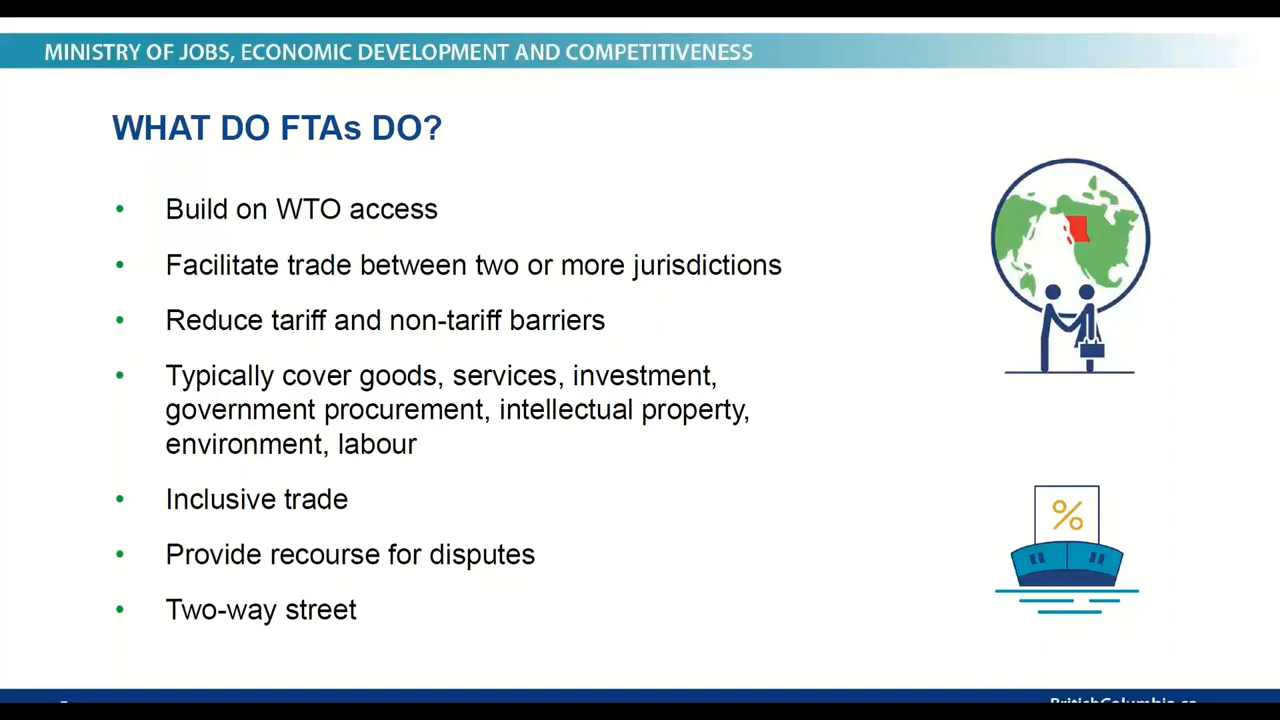 MINISTRY OF JOBS, ECONOMIC DEVELOPMENT AND COMPETITIVENESS
WHAT DO FTAs DO?
• Build on WTO access
• Facilitate trade between two or more jurisdictions
• Reduce tariff and non-tariff barriers
• Typically cover goods, services, investment,
government procurement, intellectual property,
environment, labour
• Inclusive trade
%
• Provide recourse for disputes
• Two-way street
BritishColumbia.ca